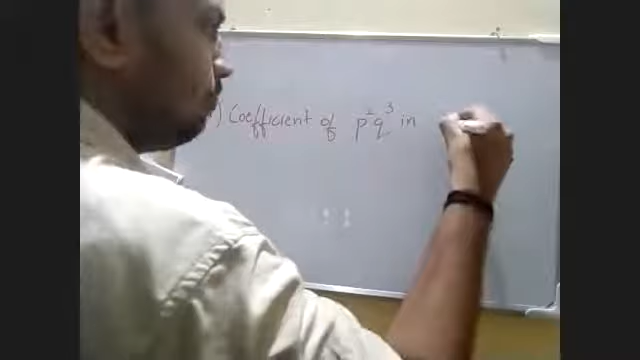 ) Coefficient of p²q³ in